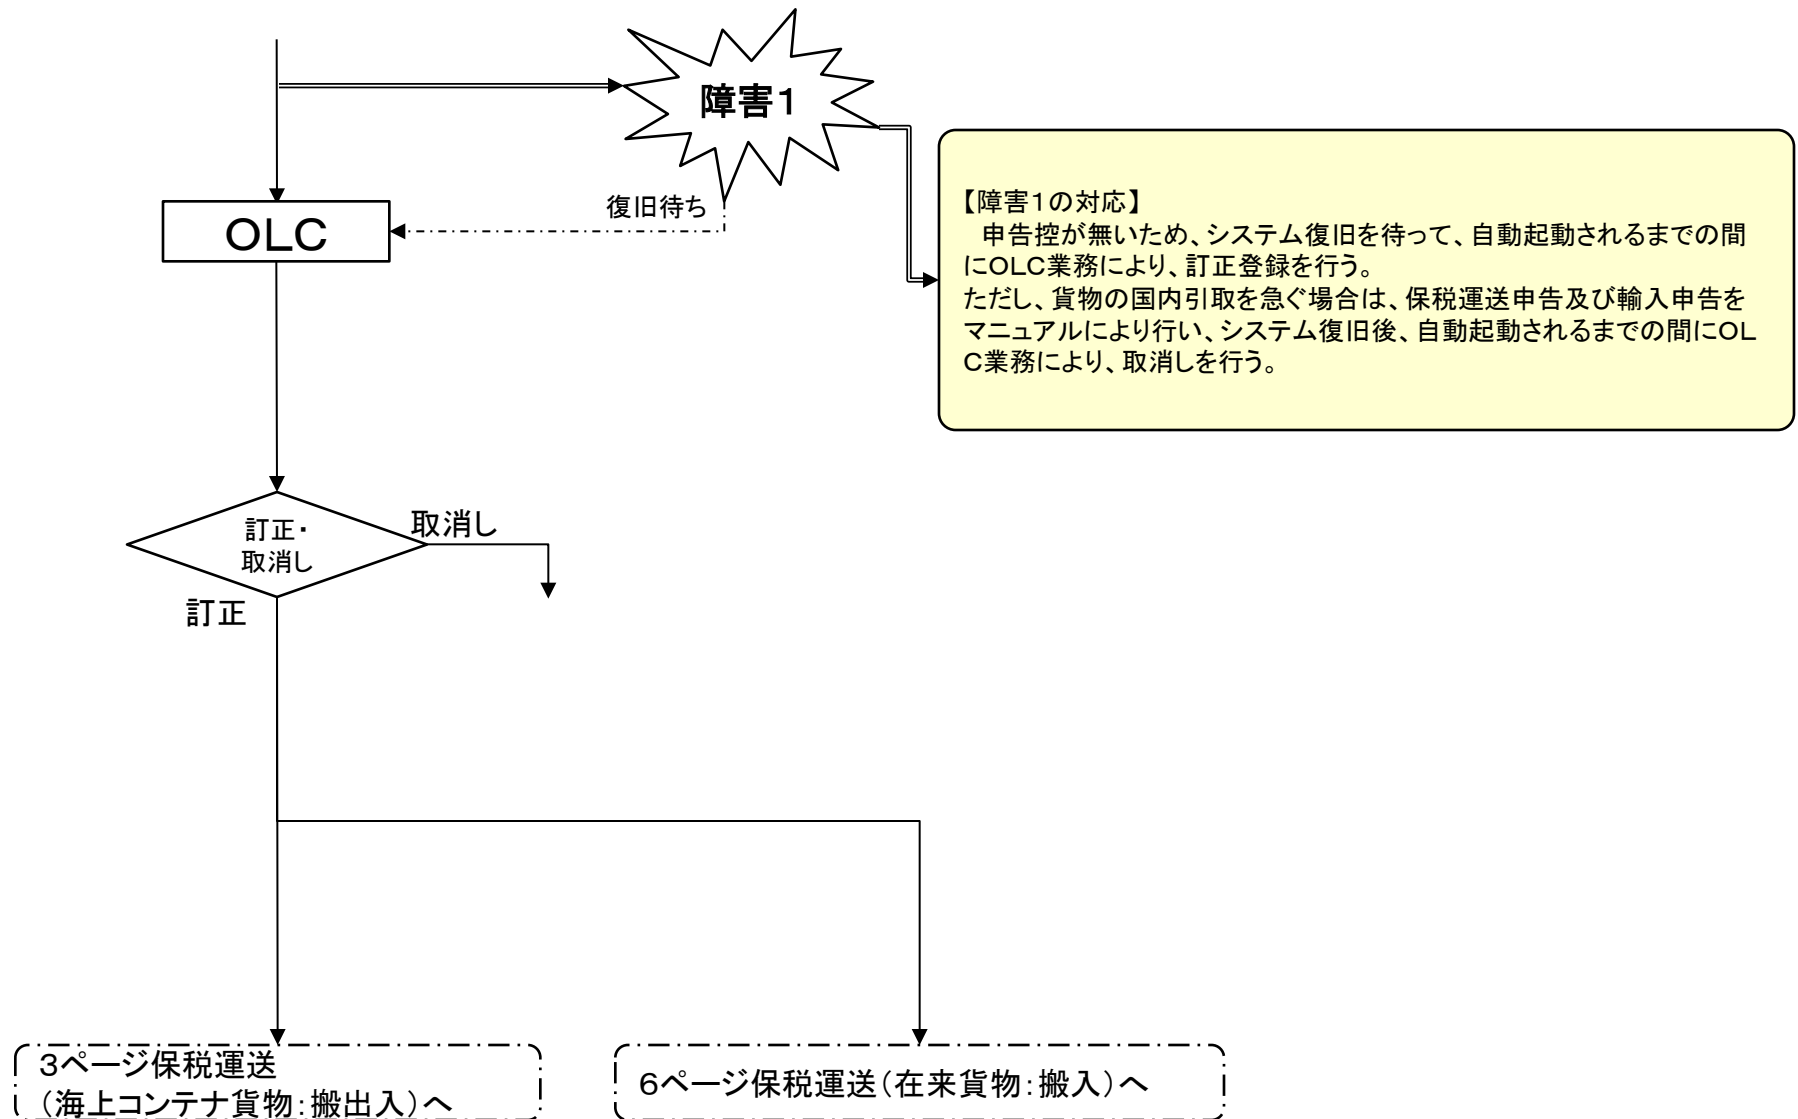 障害1
復旧待ち
OLC
【障害1の対応】
申告控が無いため、システム復旧を待って、自動起動されるまでの間
にOLC業務により、訂正登録を行う。
ただし、貨物の国内引取を急ぐ場合は、保税運送申告及び輸入申告を
マニュアルにより行い、システム復旧後、自動起動されるまでの間にOL
C業務により、取消しを行う。
訂正・
取消し
取消し
訂正
3ページ保税運送
(海上コンテナ貨物:搬出入)へ
6ページ保税運送(在来貨物:搬入)へ